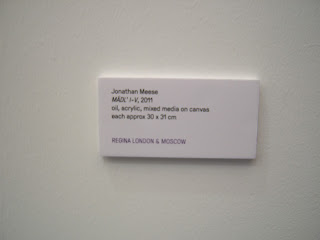 Jonathan Meese
MÄDL' I-V, 2011
oil, acrylic, mixed media on canvas
each approx 30 x 31 cm
REGINA LONDON & MOSCOW